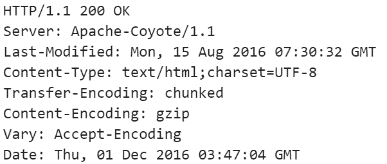 HTTP/1.1 200 OK
Server: Apache-Coyote/1.1
Last-Modified: Mon, 15 Aug 2016 07:30:32 GMT
Content-Type: text/html;charset=UTF-8
Transfer-Encoding: chunked
Content-Encoding: gzip
Vary: Accept-Encoding
Date: Thu, 01 Dec 2016 03:47:04 GMT